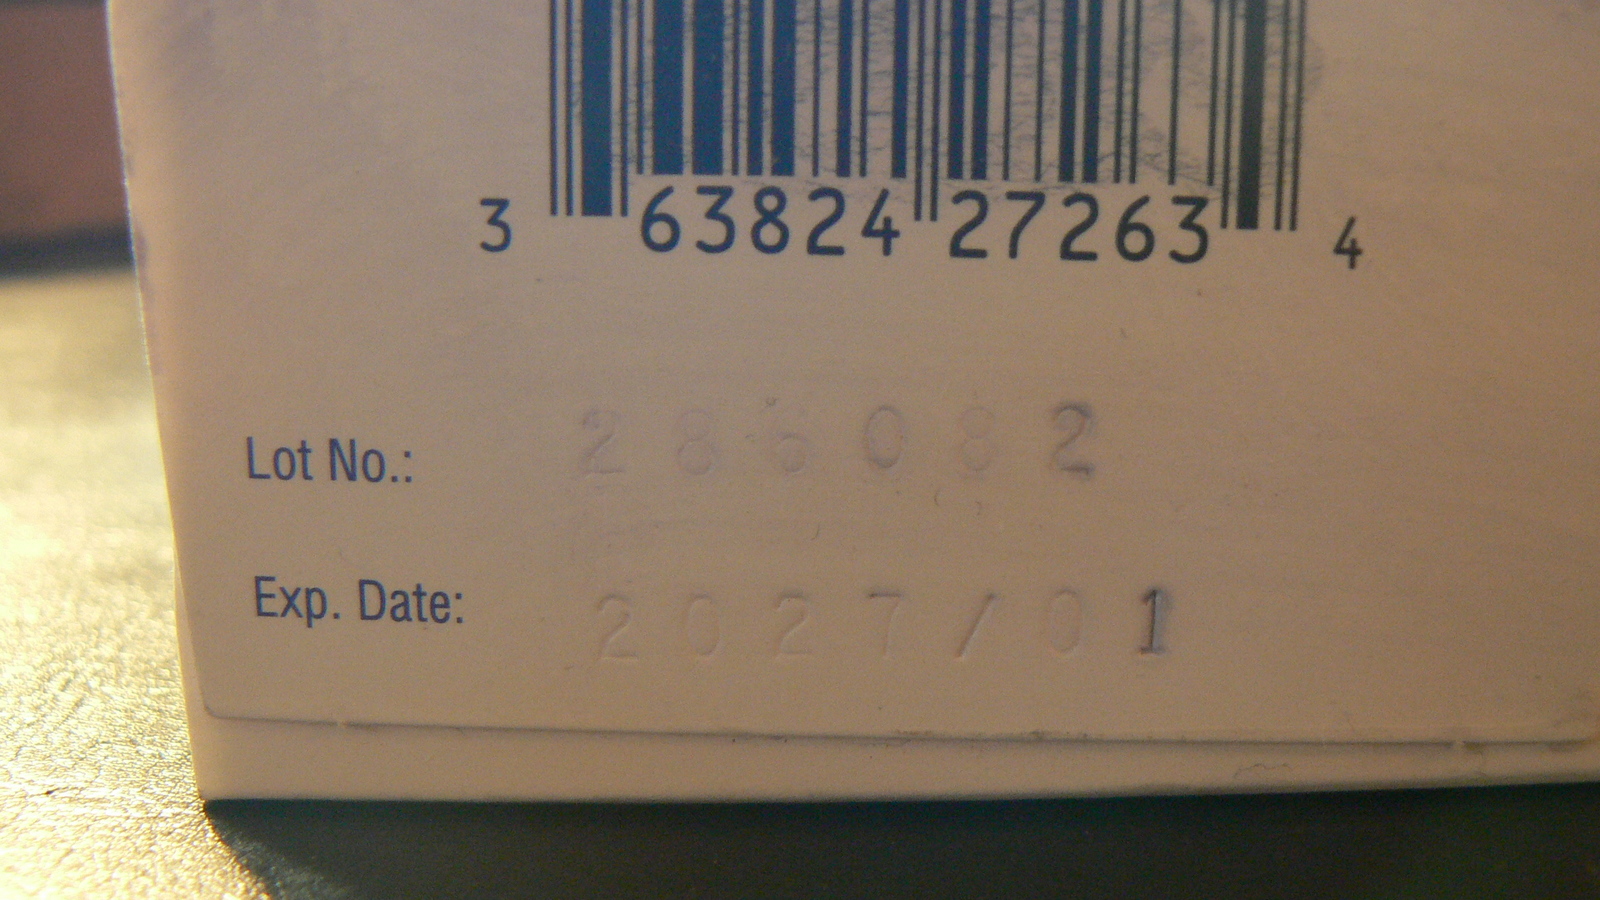 3 63824 27263 4
Lot No.: 286082
Exp. Date: 2027/01